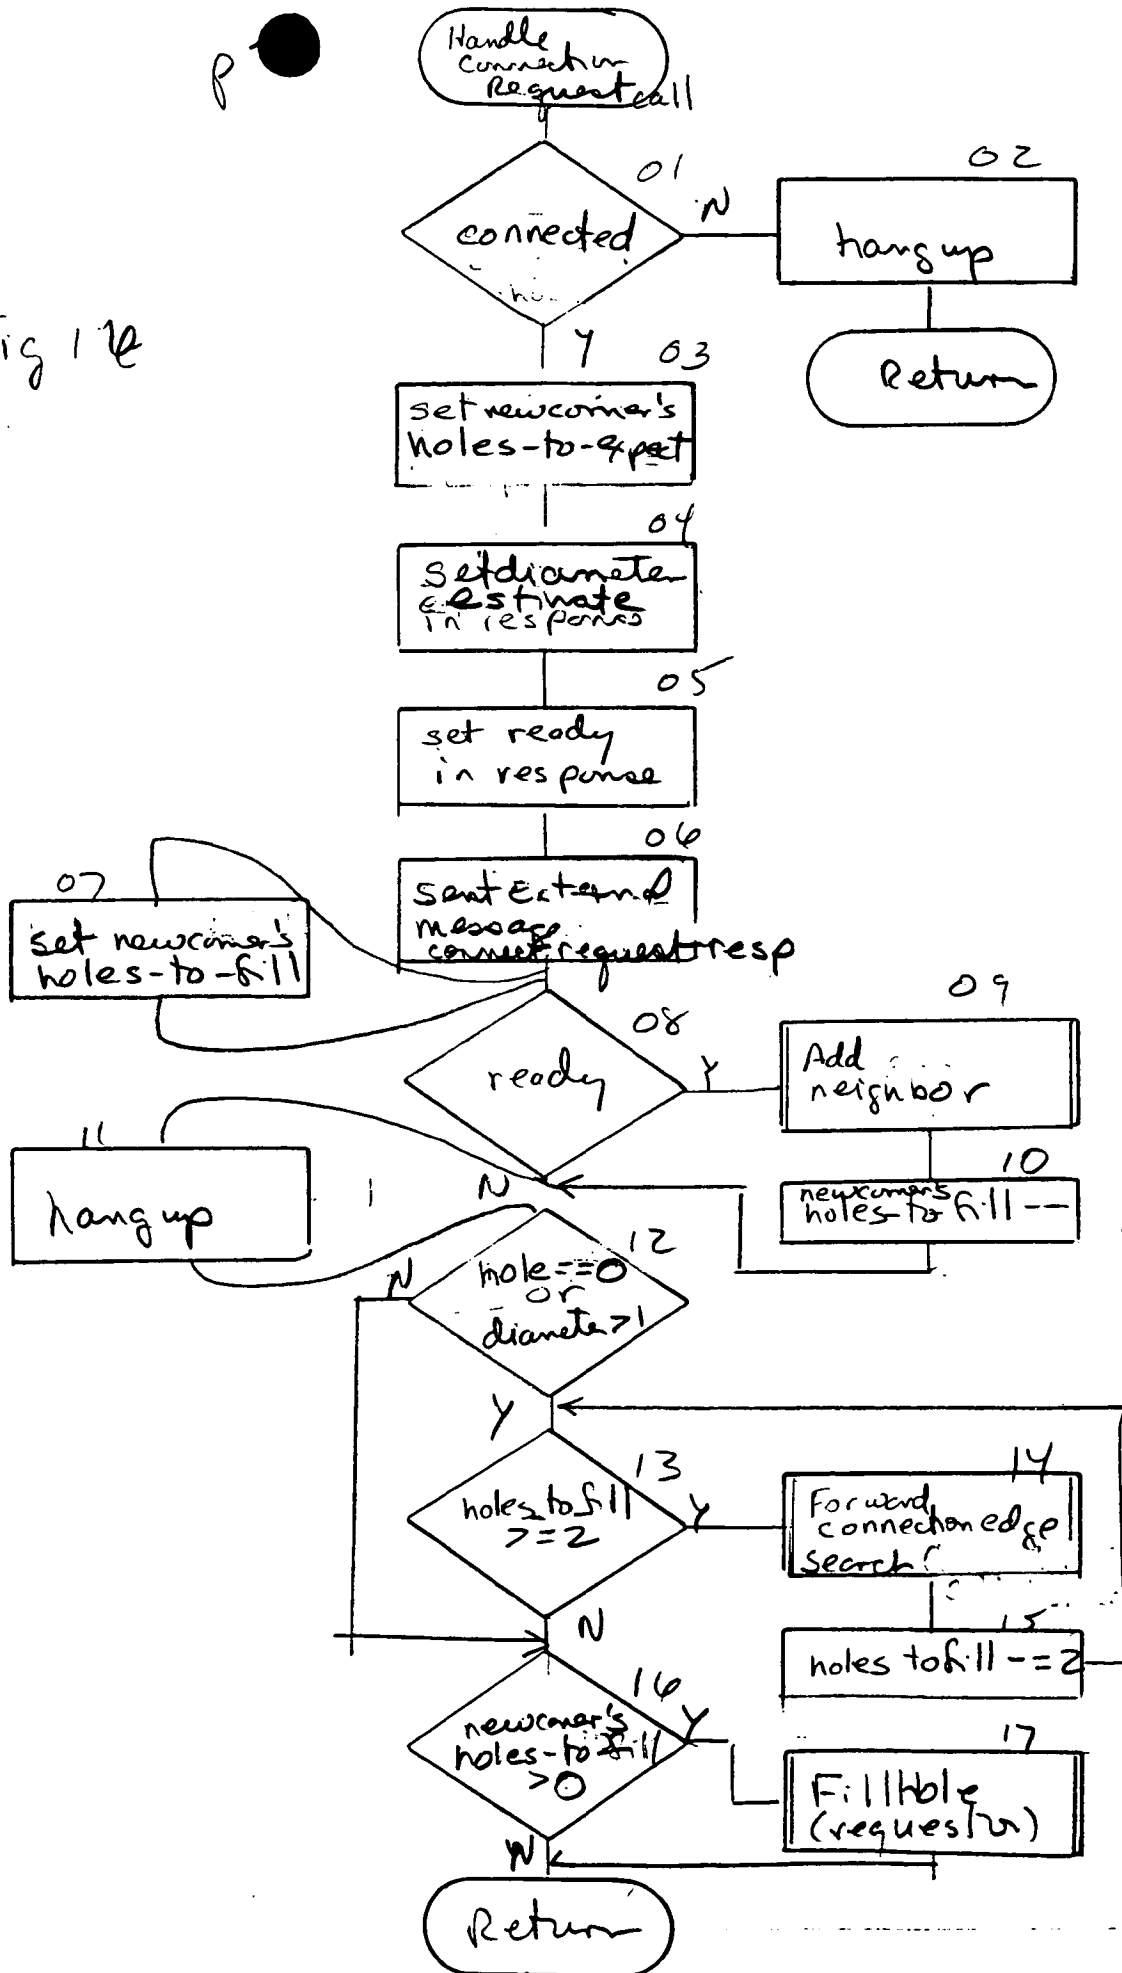 Handle
Connection
Request call
p
01
connected
N
02
hang up
Return
ig 1
Y
03
set newcomer's
holes-to-expect
04
set diameter
estimate
in response
05
set ready
in response
06
sent External
message
connect request resp
07
set newcomer's
holes-to-fill
08
ready
Y
09
Add
neighbor
10
newcomer's
holes-to fill --
11
hang up
N
12
hole==0
or
diameter>1
N
Y
13
holes to fill
>=2
Y
14
Forward
connection edge
search (
15
holes to fill -=2
N
16
newcomer's
holes-to-fill
>0
Y
17
Fill Hole
(requestor)
N
Return